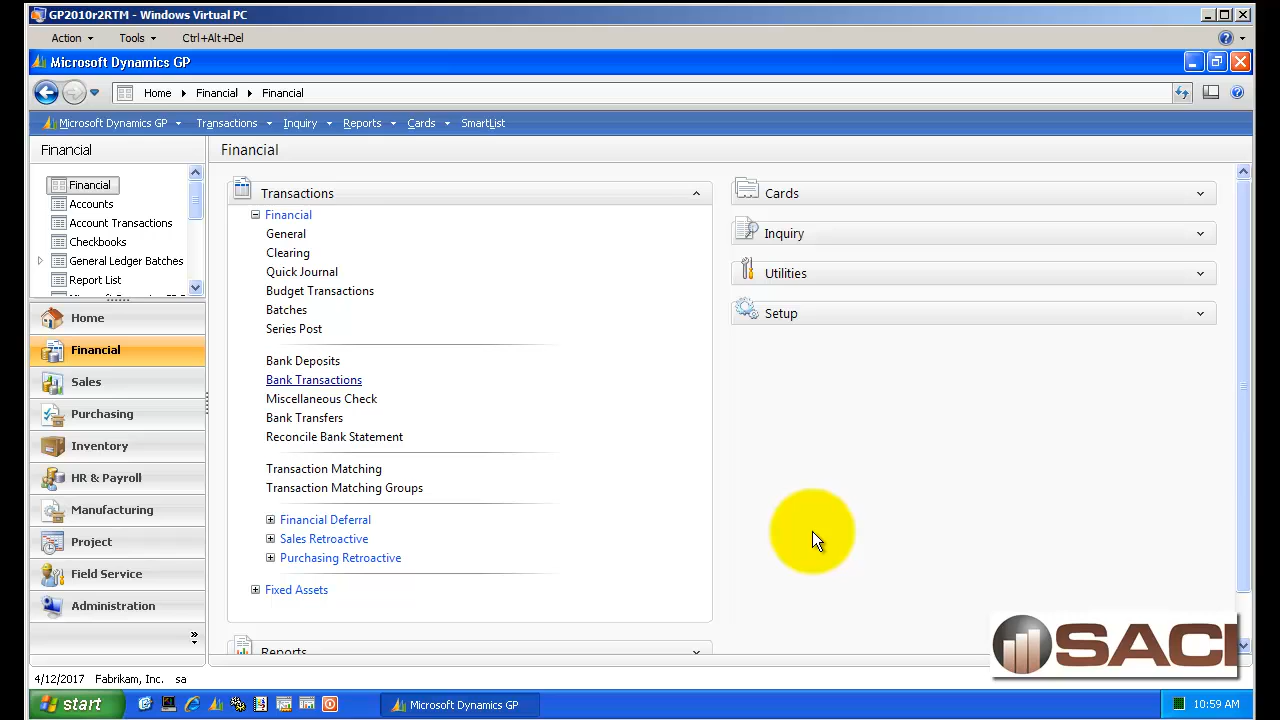 GP2010r2RTM - Windows Virtual PC
Action Tools Ctrl+Alt+Del
Microsoft Dynamics GP
Home Financial Financial
Microsoft Dynamics GP Transactions Inquiry Reports Cards SmartList
Financial
Financial
Accounts
Account Transactions
Checkbooks
General Ledger Batches
Report List
Home
Financial
Sales
Purchasing
Inventory
HR & Payroll
Manufacturing
Project
Field Service
Administration
Financial
Transactions
Financial
General
Clearing
Quick Journal
Budget Transactions
Batches
Series Post
Bank Deposits
Bank Transactions
Miscellaneous Check
Bank Transfers
Reconcile Bank Statement
Transaction Matching
Transaction Matching Groups
Financial Deferral
Sales Retroactive
Purchasing Retroactive
Fixed Assets
Reports
Cards
Inquiry
Utilities
Setup
4/12/2017 Fabrikam, Inc. sa
start Microsoft Dynamics GP 10:59 AM